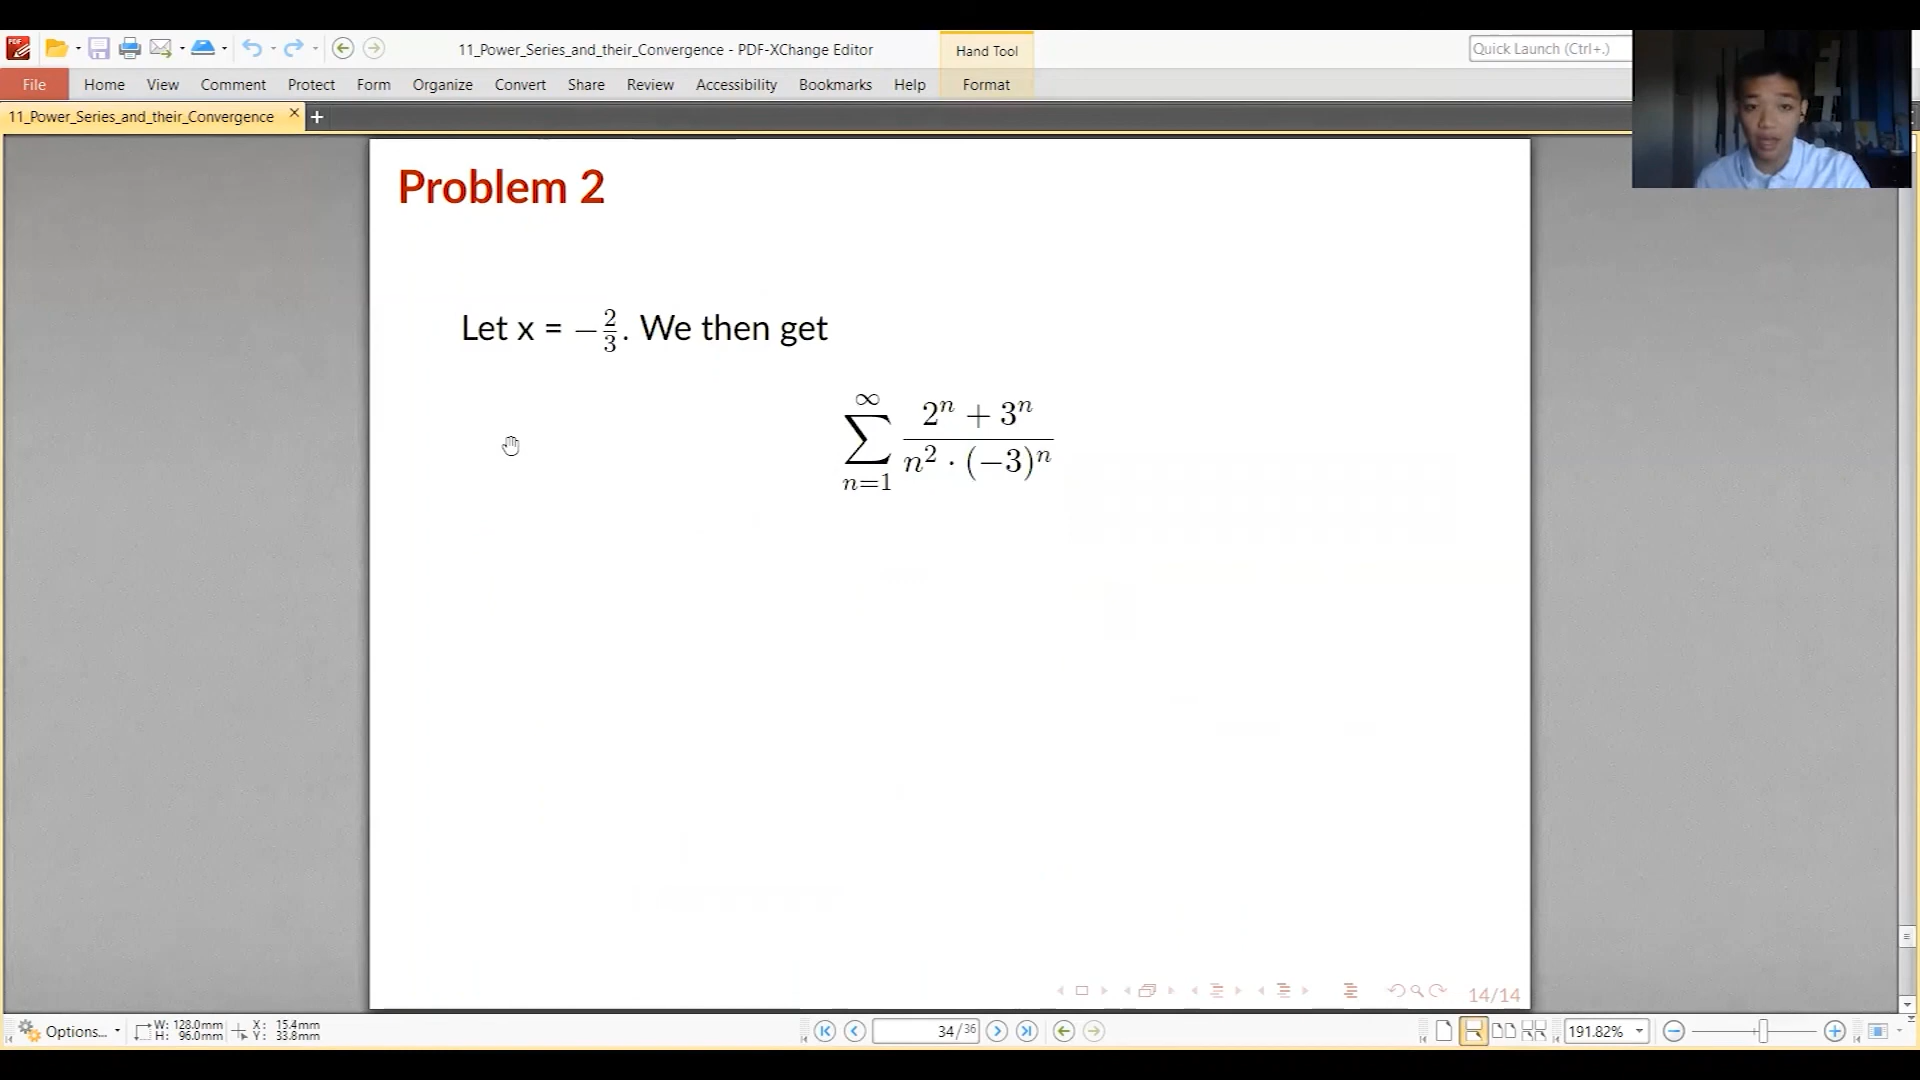 11_Power_Series_and_their_Convergence - PDF-XChange Editor
Hand Tool
Quick Launch (Ctrl+.)
File Home View Comment Convert Protect Form Organize Convert Share Review Accessibility Bookmarks Help Format
11_Power_Series_and_their_Convergence
Problem 2
Let x = −2/3. We then get
∞
∑ (2^n + 3^n) / (n^2 · (−3)^n)
n=1
14/14
Options...
W: 128.0mm
H: 96.0mm
X: 15.4mm
Y: 33.8mm
34 / 36
191.82%